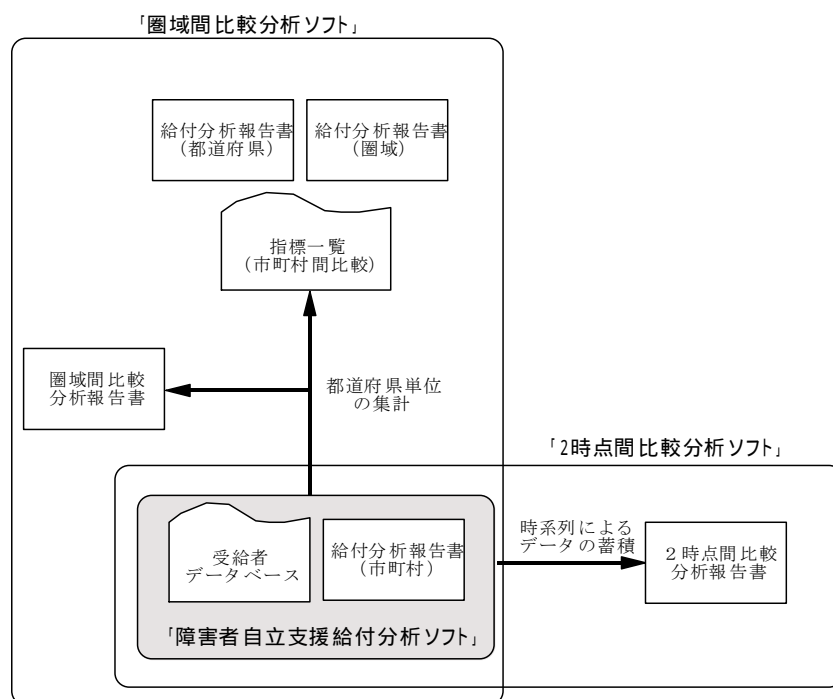 「圏域間比較分析ソフト」
給付分析報告書
(都道府県)
給付分析報告書
(圏域)
指標一覧
(市町村間比較)
圏域間比較
分析報告書
都道府県単位
の集計
「2時点間比較分析ソフト」
受給者
データベース
給付分析報告書
(市町村)
時系列による
データの蓄積
２時点間比較
分析報告書
「障害者自立支援給付分析ソフト」